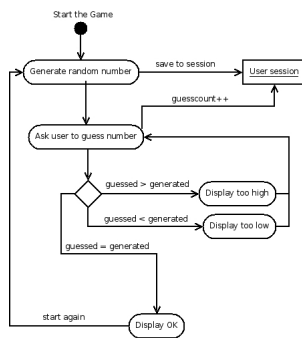 Start the Game
Generate random number
save to session
User session
guesscount++
Ask user to guess number
guessed > generated
Display too high
guessed < generated
Display too low
guessed = generated
start again
Display OK